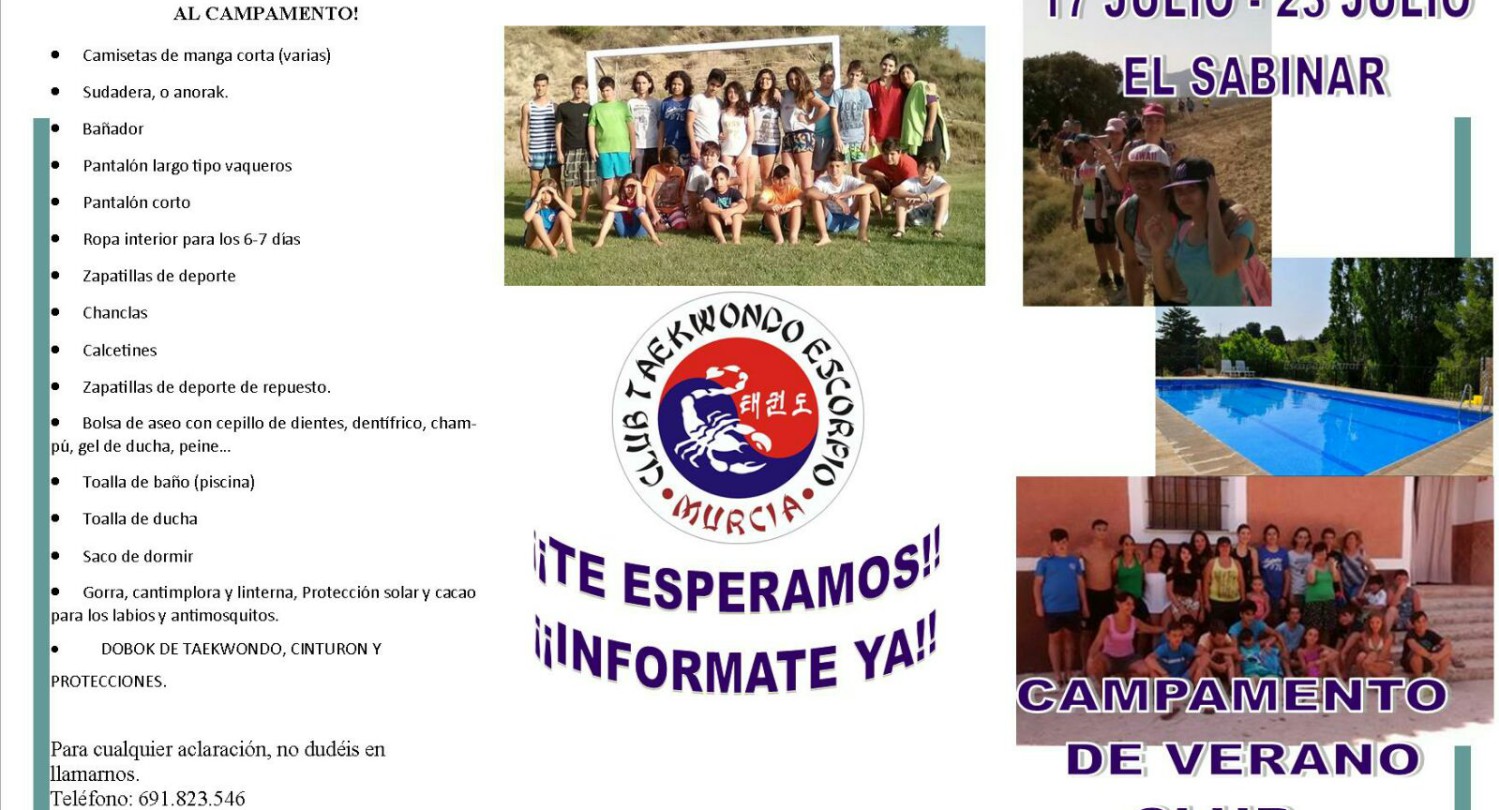 AL CAMPAMENTO!
• Camisetas de manga corta (varias)
• Sudadera, o anorak.
• Bañador
• Pantalón largo tipo vaqueros
• Pantalón corto
• Ropa interior para los 6-7 días
• Zapatillas de deporte
• Chanclas
• Calcetines
• Zapatillas de deporte de repuesto.
• Bolsa de aseo con cepillo de dientes, dentífrico, cham-
pú, gel de ducha, peine...
• Toalla de baño (piscina)
• Toalla de ducha
• Saco de dormir
• Gorra, cantimplora y linterna, Protección solar y cacao
para los labios y antimosquitos.
• DOBOK DE TAEKWONDO, CINTURON Y
PROTECCIONES.
Para cualquier aclaración, no dudéis en
llamarnos.
Teléfono: 691.823.546
CLUB TAEKWONDO ESCORPIO
태권도
• MURCIA •
¡¡TE ESPERAMOS!!
¡¡INFORMATE YA!!
17 JULIO - 23 JULIO
EL SABINAR
CAMPAMENTO
DE VERANO
CLUB